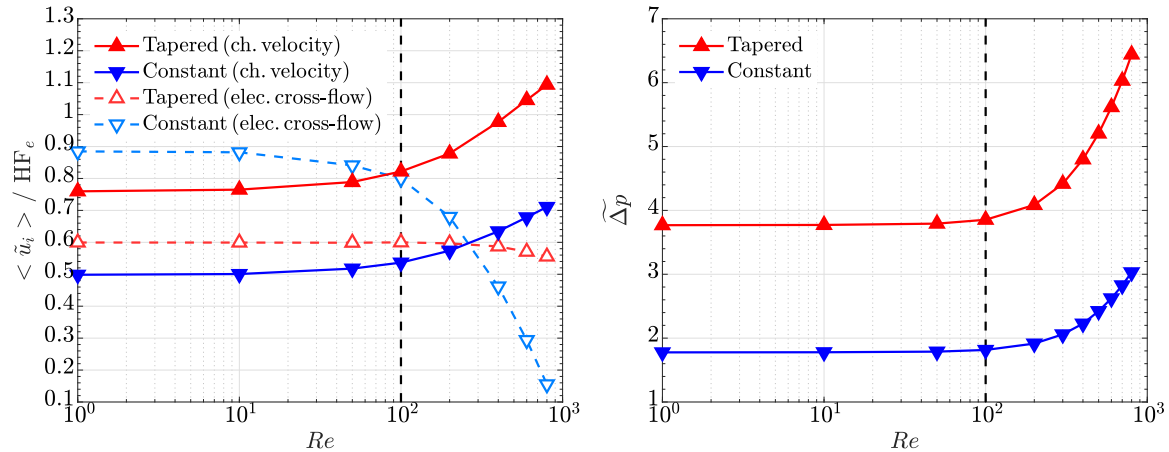 1.3
1.2
1.1
1
0.9
0.8
0.7
0.6
0.5
0.4
0.3
0.2
0.1
< ũ_i > / HF_e
Tapered (ch. velocity)
Constant (ch. velocity)
Tapered (elec. cross-flow)
Constant (elec. cross-flow)
10^0 10^1 10^2 10^3
Re
7
6
5
4
3
2
1
\widetilde{Δp}
Tapered
Constant
10^0 10^1 10^2 10^3
Re